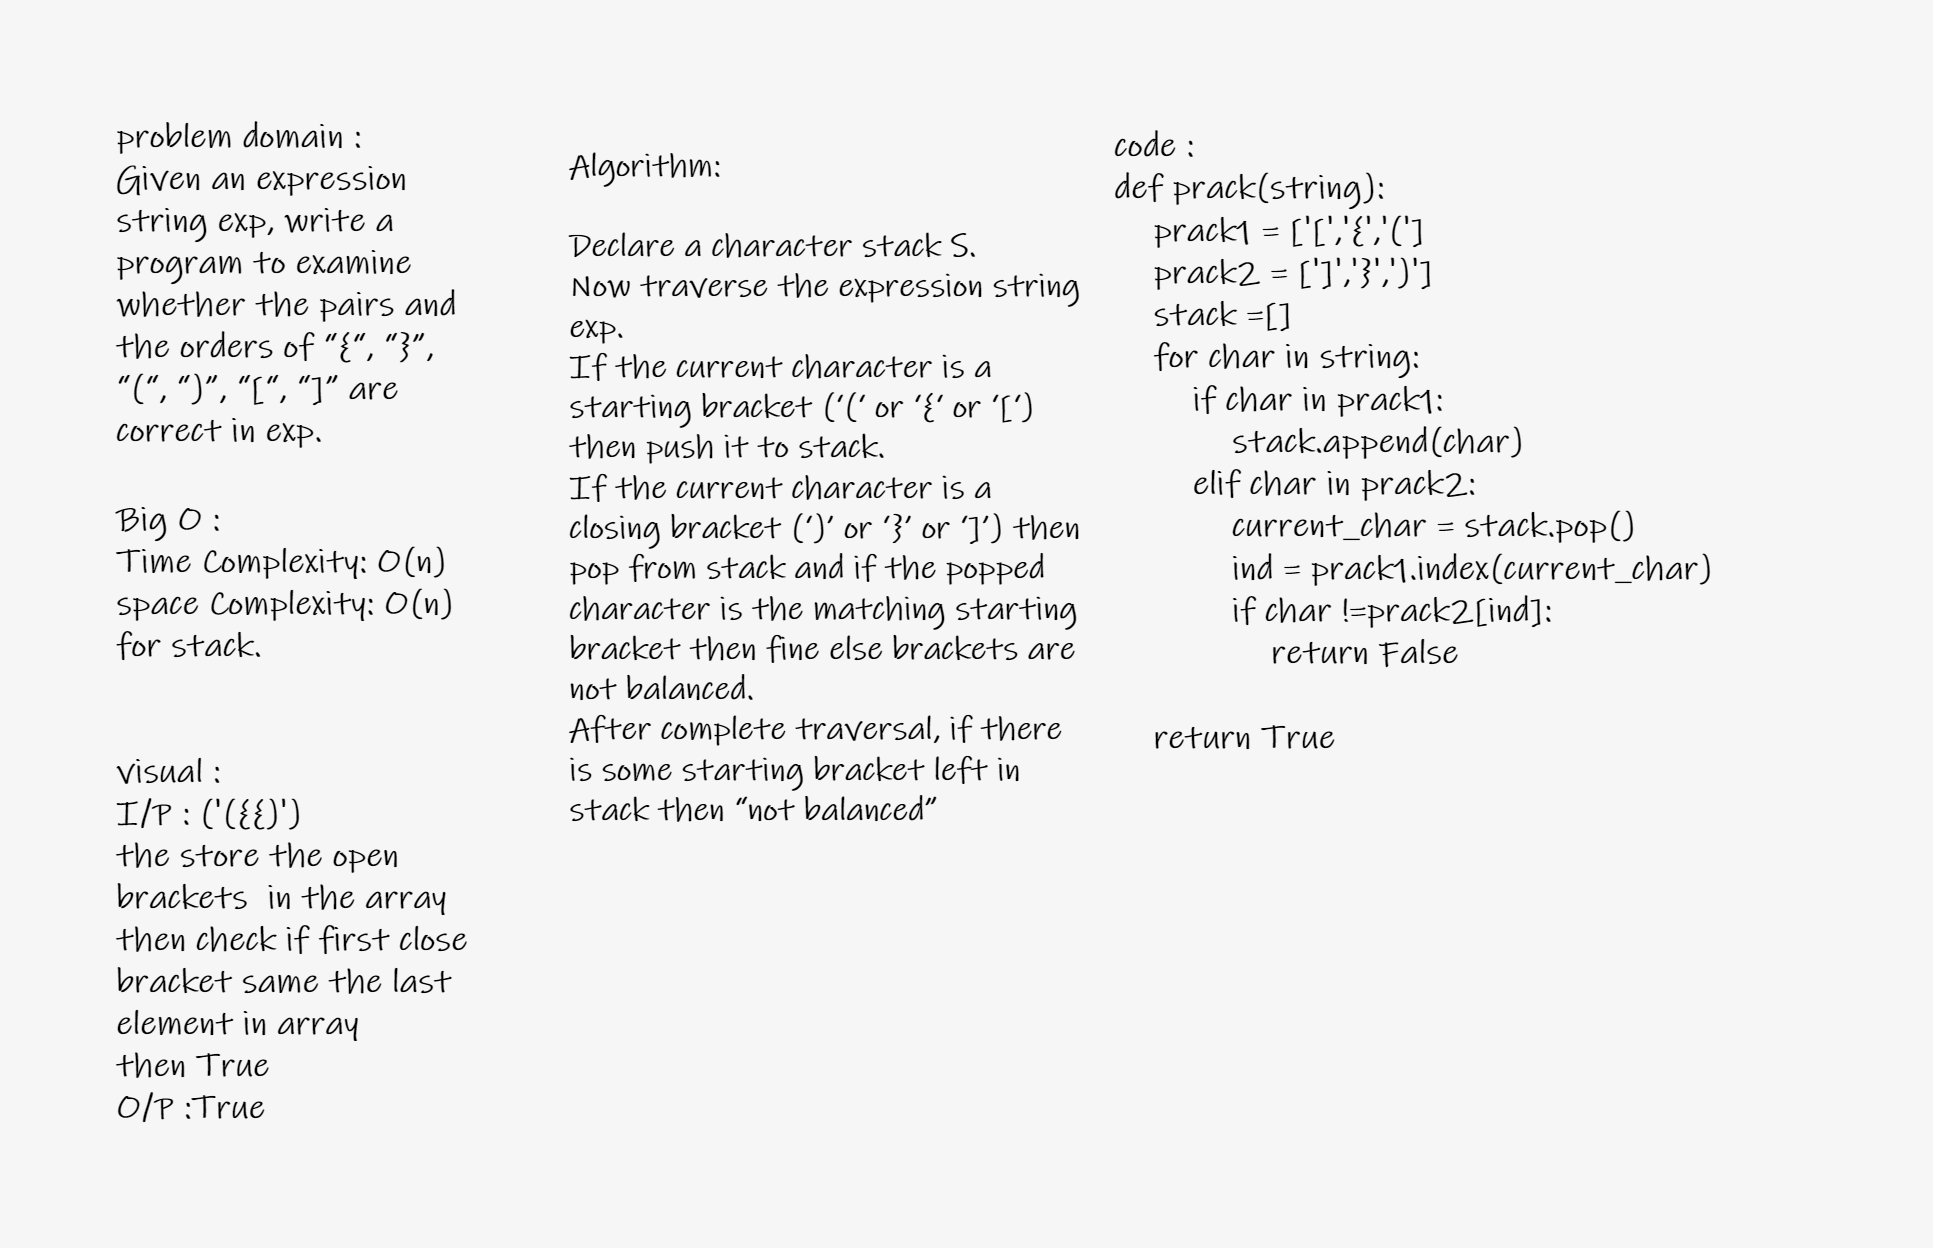 problem domain :
Given an expression
string exp, write a
program to examine
whether the pairs and
the orders of “{“, “}”,
“(“, “)”, “[“, “]” are
correct in exp.
Big O :
Time Complexity: O(n)
space Complexity: O(n)
for stack.
visual :
I/P : ('({{)')
the store the open
brackets  in the array
then check if first close
bracket same the last
element in array
then True
O/P :True
Algorithm:
Declare a character stack S.
Now traverse the expression string
exp.
If the current character is a
starting bracket (‘(‘ or ‘{‘ or ‘[‘)
then push it to stack.
If the current character is a
closing bracket (‘)’ or ‘}’ or ‘]’) then
pop from stack and if the popped
character is the matching starting
bracket then fine else brackets are
not balanced.
After complete traversal, if there
is some starting bracket left in
stack then “not balanced”
code :
def prack(string):
    prack1 = ['[','{','(']
    prack2 = [']','}',')']
    stack =[]
    for char in string:
        if char in prack1:
            stack.append(char)
        elif char in prack2:
            current_char = stack.pop()
            ind = prack1.index(current_char)
            if char !=prack2[ind]:
                return False
    return True